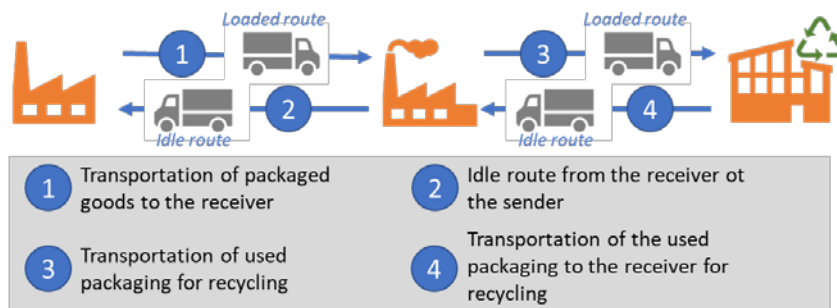 Loaded route
Loaded route
1
3
2
4
Idle route
Idle route
1
Transportation of packaged
goods to the receiver
2
Idle route from the receiver ot
the sender
3
Transportation of used
packaging for recycling
4
Transportation of the used
packaging to the receiver for
recycling